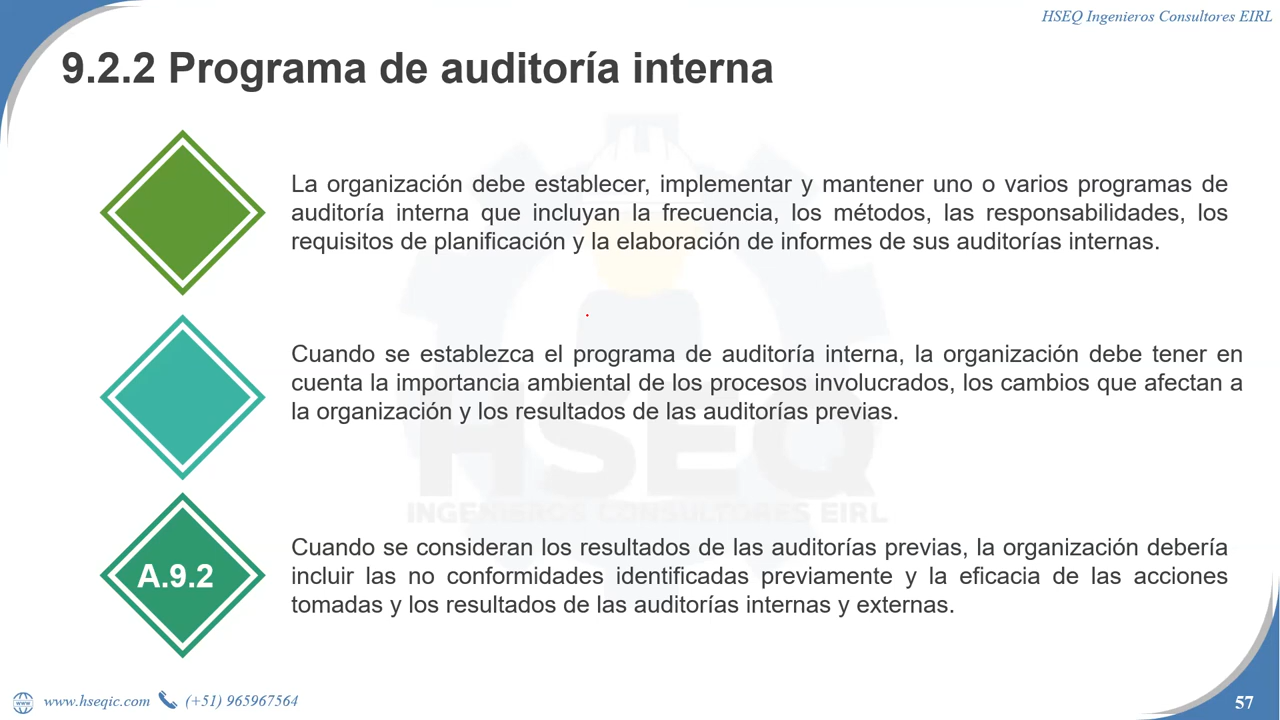 HSEQ Ingenieros Consultores EIRL
9.2.2 Programa de auditoría interna
La organización debe establecer, implementar y mantener uno o varios programas de
auditoría interna que incluyan la frecuencia, los métodos, las responsabilidades, los
requisitos de planificación y la elaboración de informes de sus auditorías internas.
Cuando se establezca el programa de auditoría interna, la organización debe tener en
cuenta la importancia ambiental de los procesos involucrados, los cambios que afectan a
la organización y los resultados de las auditorías previas.
HSEQ
INGENIEROS CONSULTORES EIRL
A.9.2
Cuando se consideran los resultados de las auditorías previas, la organización debería
incluir las no conformidades identificadas previamente y la eficacia de las acciones
tomadas y los resultados de las auditorías internas y externas.
www.hseqic.com (+51) 965967564
57